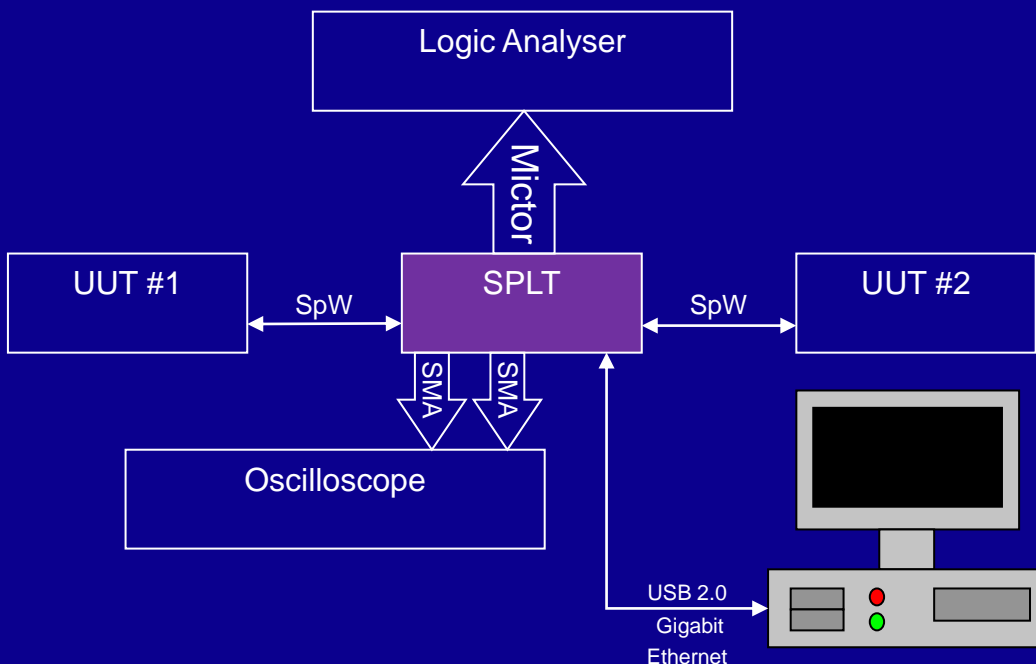 Logic Analyser
Mictor
UUT #1
SpW
SPLT
SpW
UUT #2
SMA
SMA
Oscilloscope
USB 2.0
Gigabit
Ethernet